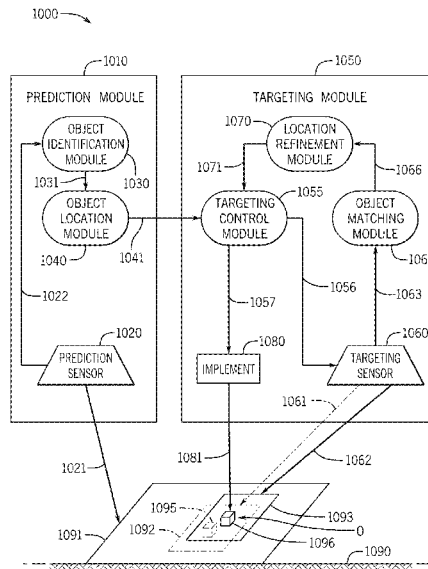 1000
1010
1050
PREDICTION MODULE
TARGETING MODULE
OBJECT
IDENTIFICATION
MODULE
1031
1030
OBJECT
LOCATION
MODULE
1040
1041
1022
1020
PREDICTION
SENSOR
1021
1070
LOCATION
REFINEMENT
MODULE
1071
1066
1055
TARGETING
CONTROL
MODULE
OBJECT
MATCHING
MODULE
106
1057
1056
1063
1080
IMPLEMENT
1060
TARGETING
SENSOR
1061
1081
1062
1095
1092
1091
1093
O
1096
1090